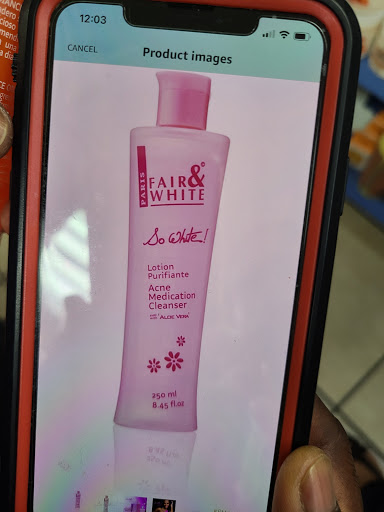 12:03
CANCEL
Product images
PARIS
FAIR&
WHITE
So White!
Lotion
Purifiante
Acne
Medication
Cleanser
"ALOE VERA"
250 ml
8.45 fl.oz